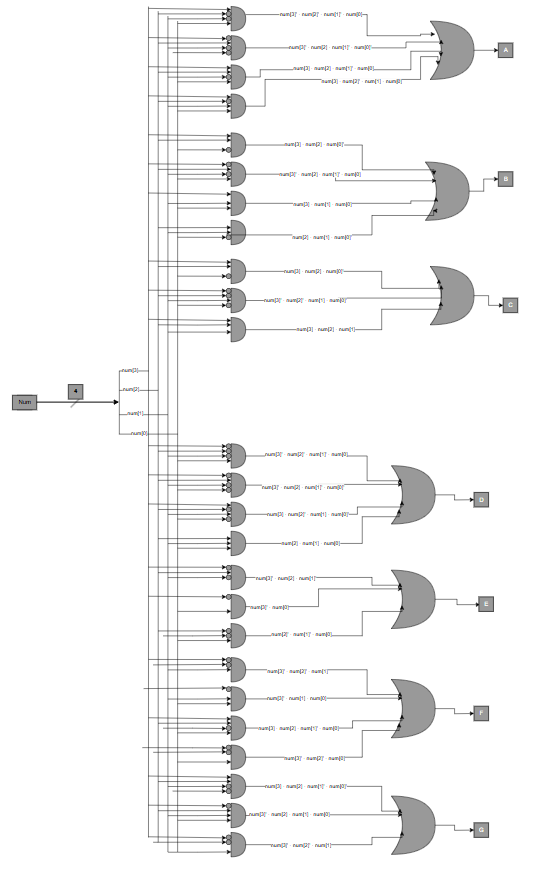 num[3]' · num[2]' · num[1]' · num[0]
num[3]' · num[2] · num[1]' · num[0]'
A
num[3] · num[2] · num[1]' · num[0]
num[3] · num[2]' · num[1] · num[0]
num[3] · num[2] · num[0]'
num[3]' · num[2] · num[1]' · num[0]
B
num[3] · num[1] · num[0]
num[2] · num[1] · num[0]'
num[3] · num[2] · num[0]'
num[3]' · num[2]' · num[1] · num[0]'
C
num[3] · num[2] · num[1]
num[3]
4
num[2]
Num
num[1]
num[0]
num[3]' · num[2]' · num[1]' · num[0]
num[3]' · num[2] · num[1]' · num[0]'
D
num[3] · num[2]' · num[1] · num[0]'
num[2] · num[1] · num[0]
num[3]' · num[2] · num[1]'
E
num[3]' · num[0]
num[2]' · num[1]' · num[0]
num[3]' · num[2]' · num[1]
num[3]' · num[1] · num[0]
F
num[3] · num[2] · num[1]' · num[0]
num[3]' · num[2]' · num[0]
num[3] · num[2] · num[1]' · num[0]'
num[3]' · num[2] · num[1] · num[0]
G
num[3]' · num[2]' · num[1]